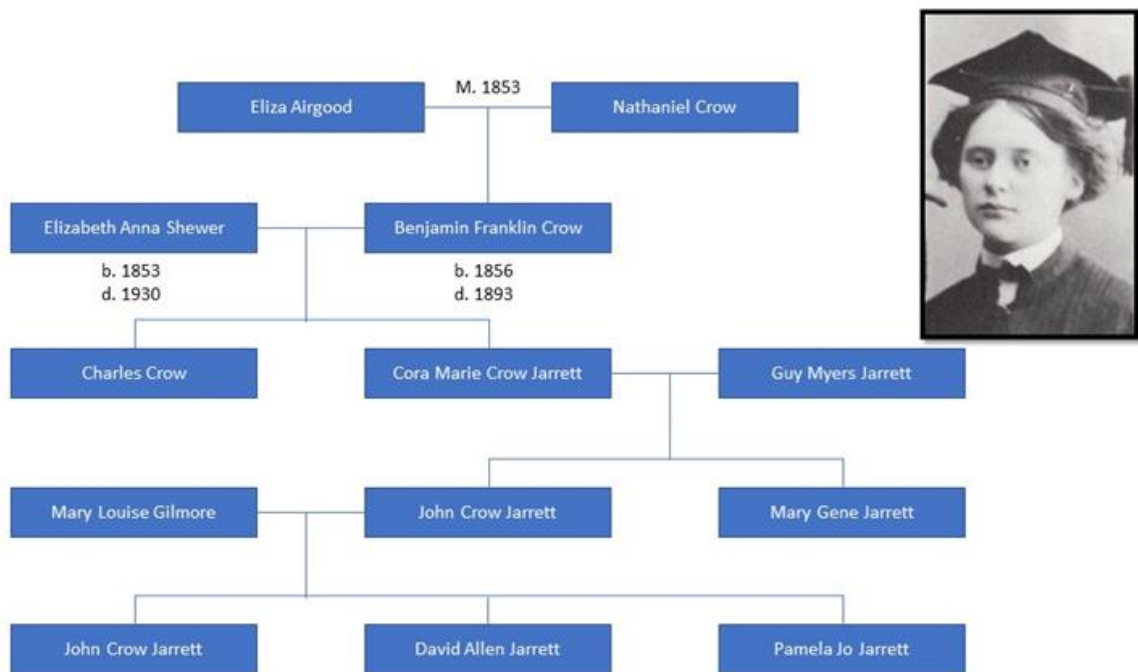 M. 1853
Eliza Airgood
Nathaniel Crow
Elizabeth Anna Shewer
Benjamin Franklin Crow
b. 1853
d. 1930
b. 1856
d. 1893
Charles Crow
Cora Marie Crow Jarrett
Guy Myers Jarrett
Mary Louise Gilmore
John Crow Jarrett
Mary Gene Jarrett
John Crow Jarrett
David Allen Jarrett
Pamela Jo Jarrett